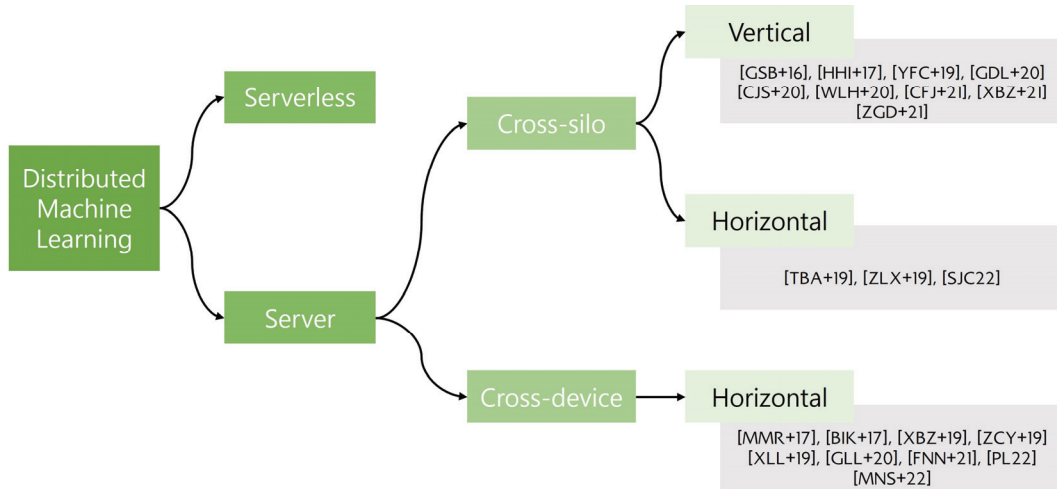 Distributed
Machine
Learning
Serverless
Server
Cross-silo
Cross-device
Vertical
[GSB+16], [HHI+17], [YFC+19], [GDL+20]
[CJS+20], [WLH+20], [CFJ+21], [XBZ+21]
[ZGD+21]
Horizontal
[TBA+19], [ZLX+19], [SJC22]
Horizontal
[MMR+17], [BIK+17], [XBZ+19], [ZCY+19]
[XLL+19], [GLL+20], [FNN+21], [PL22]
[MNS+22]